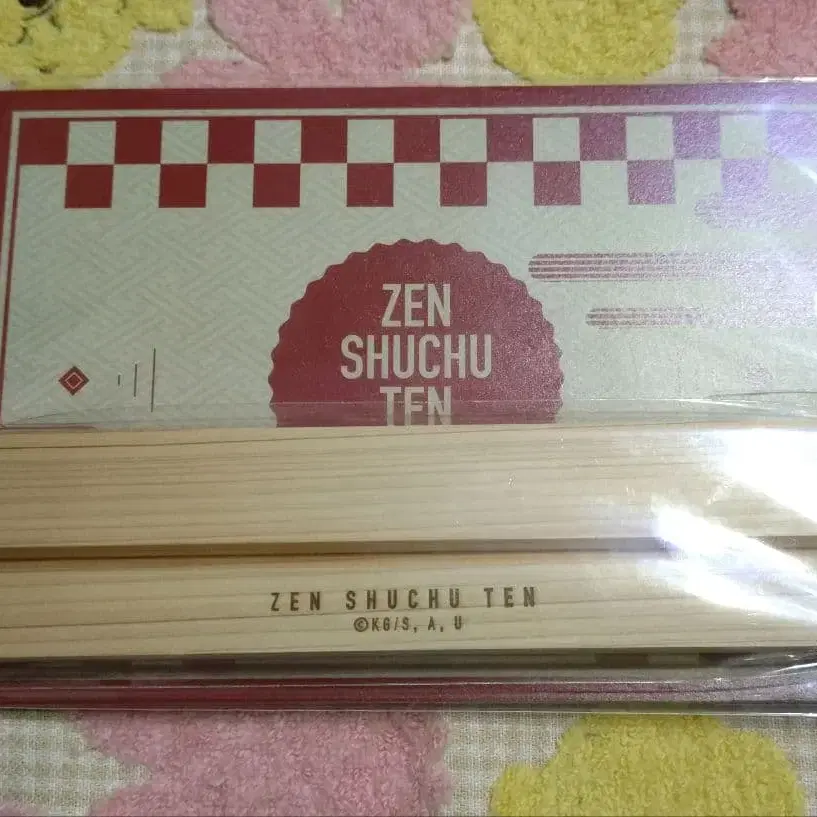 ZEN
SHUCHU
TEN
ZEN SHUCHU TEN
©KG/S, A, U